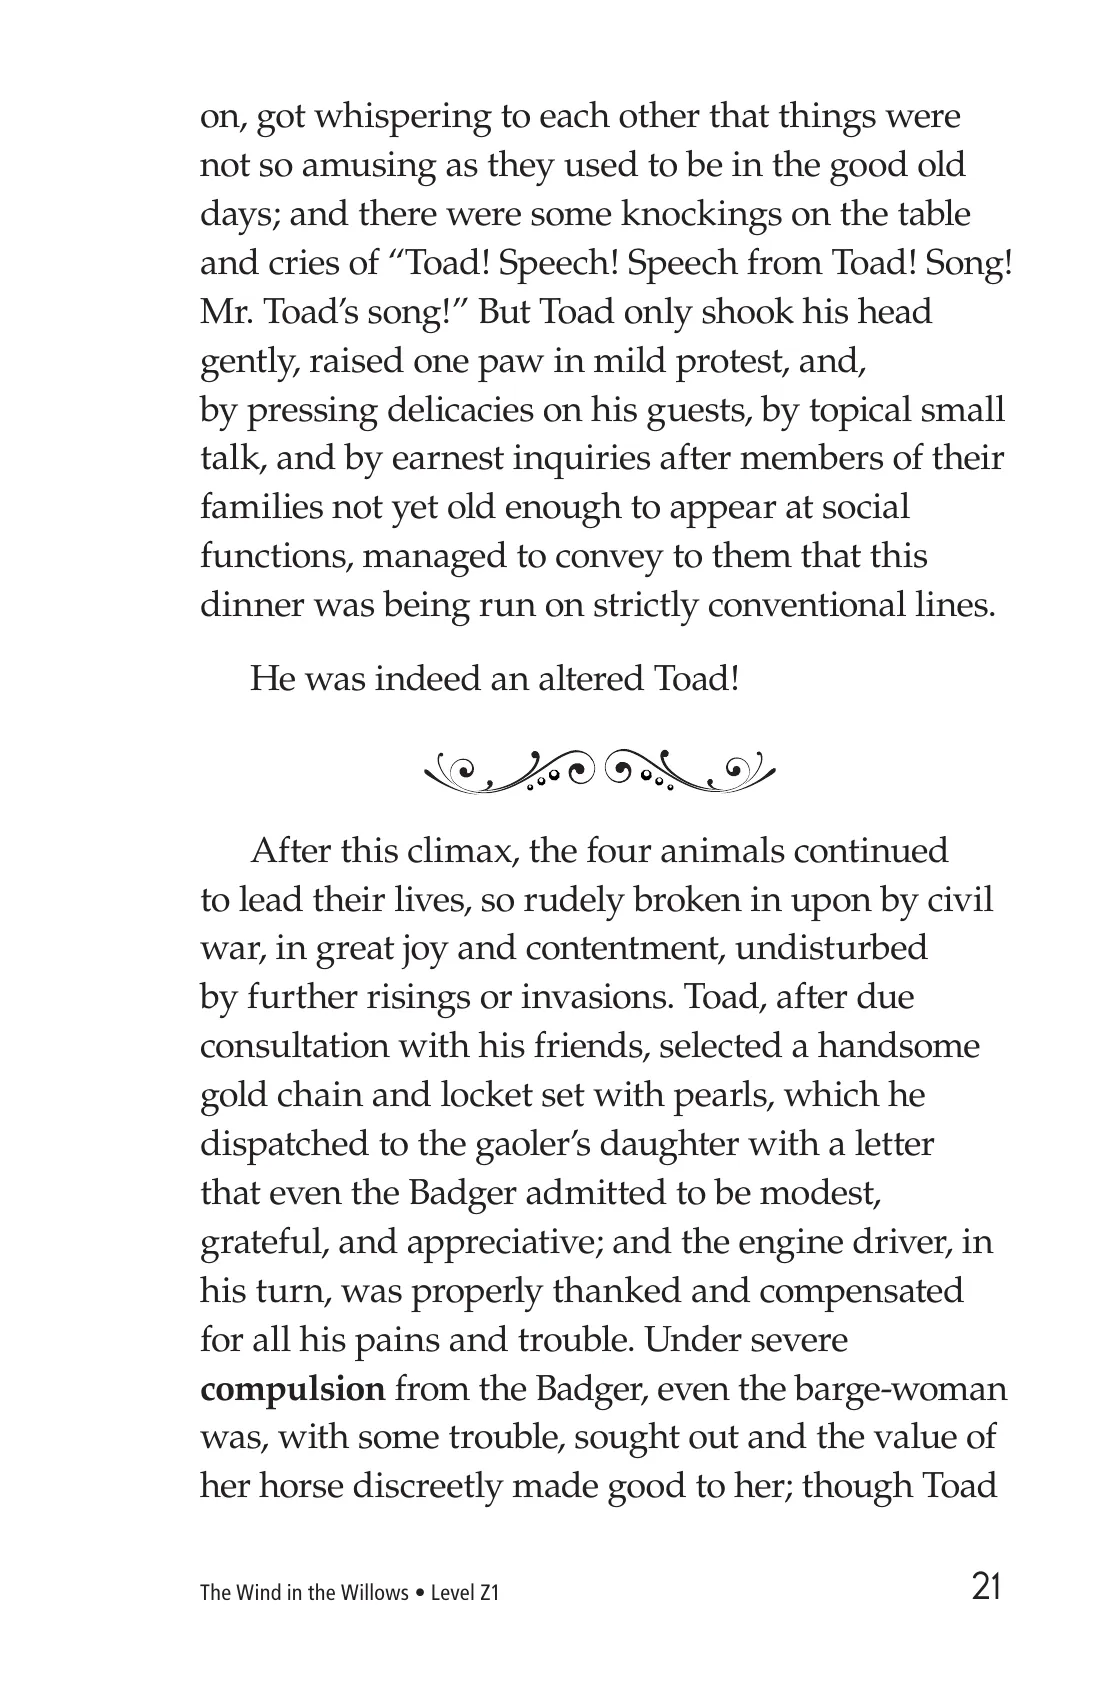 on, got whispering to each other that things were
not so amusing as they used to be in the good old
days; and there were some knockings on the table
and cries of “Toad! Speech! Speech from Toad! Song!
Mr. Toad’s song!” But Toad only shook his head
gently, raised one paw in mild protest, and,
by pressing delicacies on his guests, by topical small
talk, and by earnest inquiries after members of their
families not yet old enough to appear at social
functions, managed to convey to them that this
dinner was being run on strictly conventional lines.
He was indeed an altered Toad!
After this climax, the four animals continued
to lead their lives, so rudely broken in upon by civil
war, in great joy and contentment, undisturbed
by further risings or invasions. Toad, after due
consultation with his friends, selected a handsome
gold chain and locket set with pearls, which he
dispatched to the gaoler’s daughter with a letter
that even the Badger admitted to be modest,
grateful, and appreciative; and the engine driver, in
his turn, was properly thanked and compensated
for all his pains and trouble. Under severe
compulsion from the Badger, even the barge-woman
was, with some trouble, sought out and the value of
her horse discreetly made good to her; though Toad
The Wind in the Willows • Level Z1
21